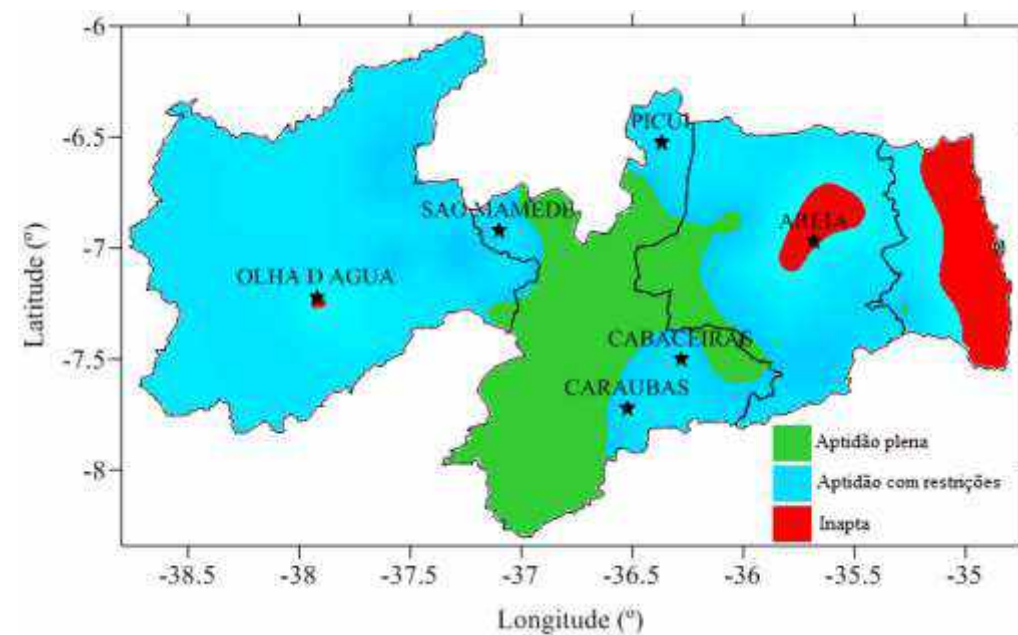 -6
-6.5
-7
-7.5
-8
Latitude (º)
PICUI
SAO MAMEDE
AREIA
OLHA D AGUA
CABACEIRAS
CARAUBAS
Aptidão plena
Aptidão com restrições
Inapta
-38.5 -38 -37.5 -37 -36.5 -36 -35.5 -35
Longitude (º)